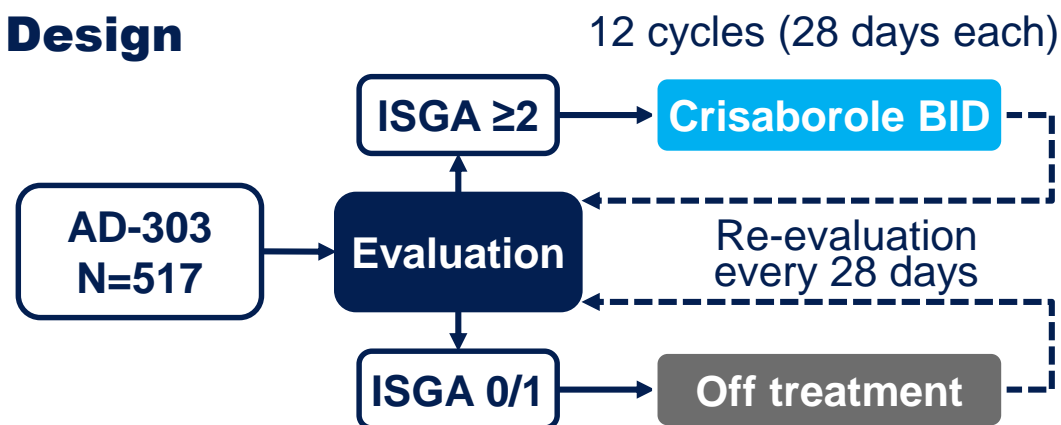 Design
12 cycles (28 days each)
ISGA ≥2
Crisaborole BID
AD-303
N=517
Evaluation
Re-evaluation
every 28 days
ISGA 0/1
Off treatment